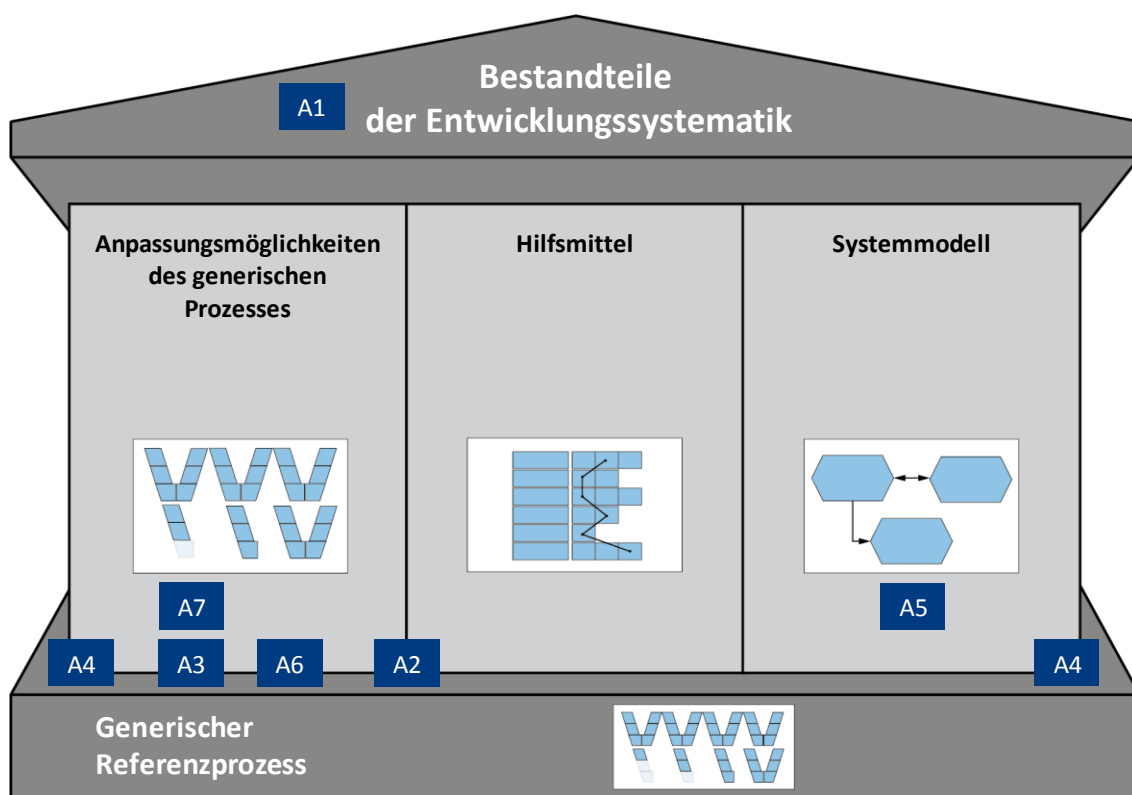 Bestandteile
der Entwicklungssystematik
A1
Anpassungsmöglichkeiten
des generischen
Prozesses
Hilfsmittel
Systemmodell
A7
A5
A4
A3
A6
A2
A4
Generischer
Referenzprozess